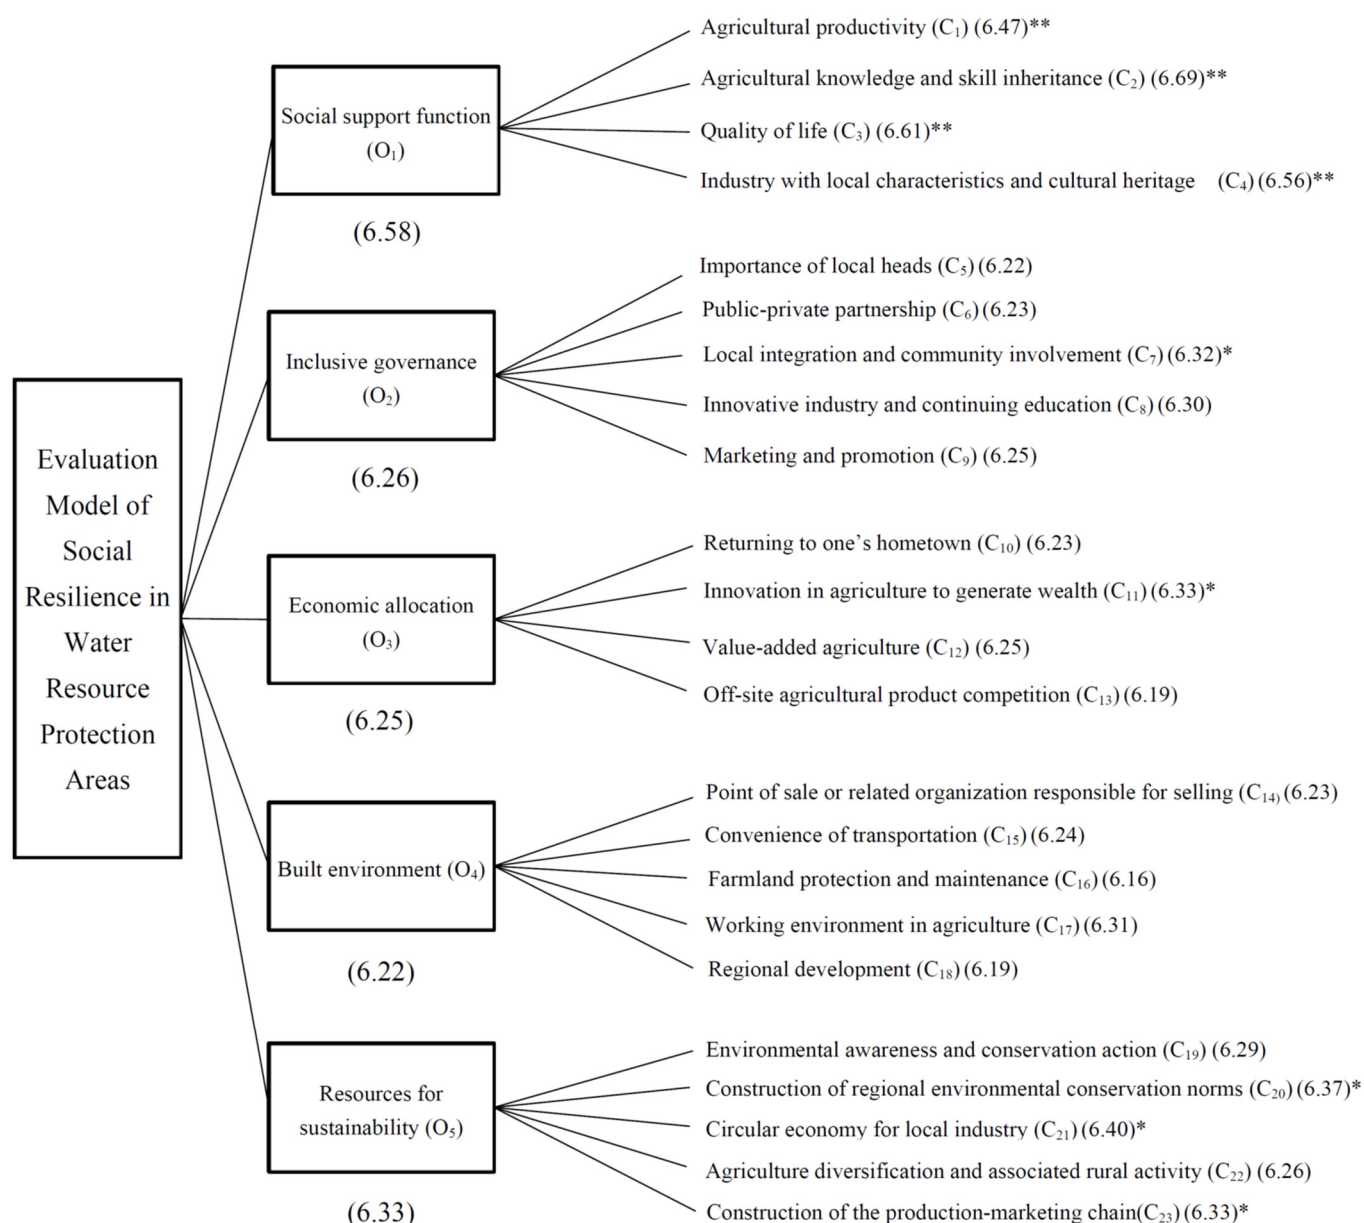 Evaluation
Model of
Social
Resilience in
Water
Resource
Protection
Areas
Social support function
(O₁)
(6.58)
Agricultural productivity (C₁) (6.47)**
Agricultural knowledge and skill inheritance (C₂) (6.69)**
Quality of life (C₃) (6.61)**
Industry with local characteristics and cultural heritage (C₄) (6.56)**
Inclusive governance
(O₂)
(6.26)
Importance of local heads (C₅) (6.22)
Public-private partnership (C₆) (6.23)
Local integration and community involvement (C₇) (6.32)*
Innovative industry and continuing education (C₈) (6.30)
Marketing and promotion (C₉) (6.25)
Economic allocation
(O₃)
(6.25)
Returning to one’s hometown (C₁₀) (6.23)
Innovation in agriculture to generate wealth (C₁₁) (6.33)*
Value-added agriculture (C₁₂) (6.25)
Off-site agricultural product competition (C₁₃) (6.19)
Built environment (O₄)
(6.22)
Point of sale or related organization responsible for selling (C₁₄₎ (6.23)
Convenience of transportation (C₁₅) (6.24)
Farmland protection and maintenance (C₁₆) (6.16)
Working environment in agriculture (C₁₇) (6.31)
Regional development (C₁₈) (6.19)
Resources for
sustainability (O₅)
(6.33)
Environmental awareness and conservation action (C₁₉) (6.29)
Construction of regional environmental conservation norms (C₂₀) (6.37)*
Circular economy for local industry (C₂₁) (6.40)*
Agriculture diversification and associated rural activity (C₂₂) (6.26)
Construction of the production-marketing chain(C₂₃) (6.33)*